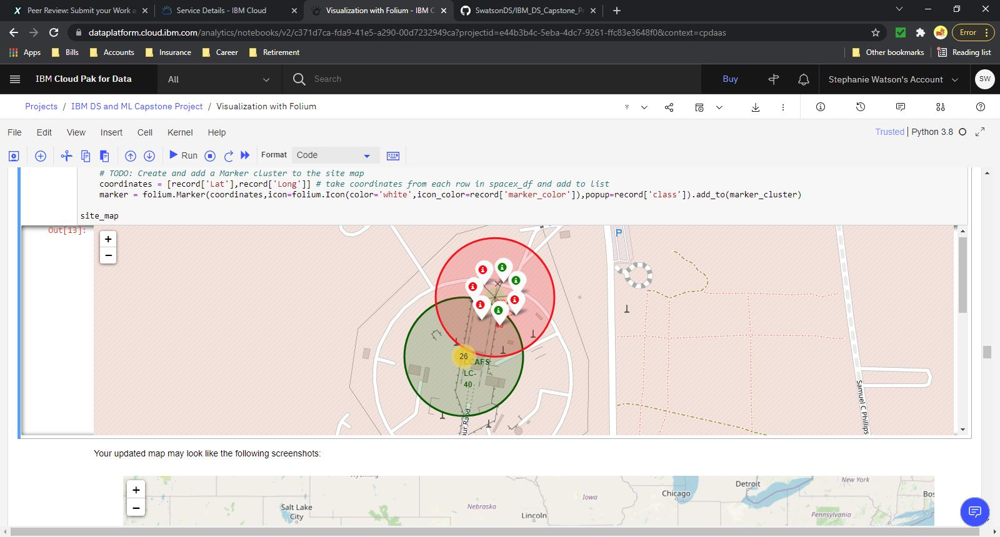 Peer Review: Submit your Work a
Service Details - IBM Cloud
Visualization with Folium - IBM C
SwatsonDS/IBM_DS_Capstone_Pr
dataplatform.cloud.ibm.com/analytics/notebooks/v2/c371d7ca-fda9-41e5-a290-00d7232949ca?projectid=e44b3b4c-5eba-4dc7-9261-ffc83e3648f0&context=cpdaas
Error
Apps Bills Accounts Insurance Career Retirement Other bookmarks Reading list
IBM Cloud Pak for Data All Search Buy Stephanie Watson's Account SW
Projects / IBM DS and ML Capstone Project / Visualization with Folium
File Edit View Insert Cell Kernel Help Trusted | Python 3.8
Run Format Code
# TODO: Create and add a Marker cluster to the site map
coordinates = [record['Lat'],record['Long']] # take coordinates from each row in spacex_df and add to list
marker = folium.Marker(coordinates,icon=folium.Icon(color='white',icon_color=record['marker_color']),popup=record['class']).add_to(marker_cluster)
site_map
Out[13]:
+
−
P
26
CCAFS
LC-
40
Samuel C Phillips
Your updated map may look like the following screenshots:
+
−
Wyoming
Salt Lake
City
Nebraska
Lincoln
Iowa
Chicago
Detroit
New York
Pennsylvania
Bos